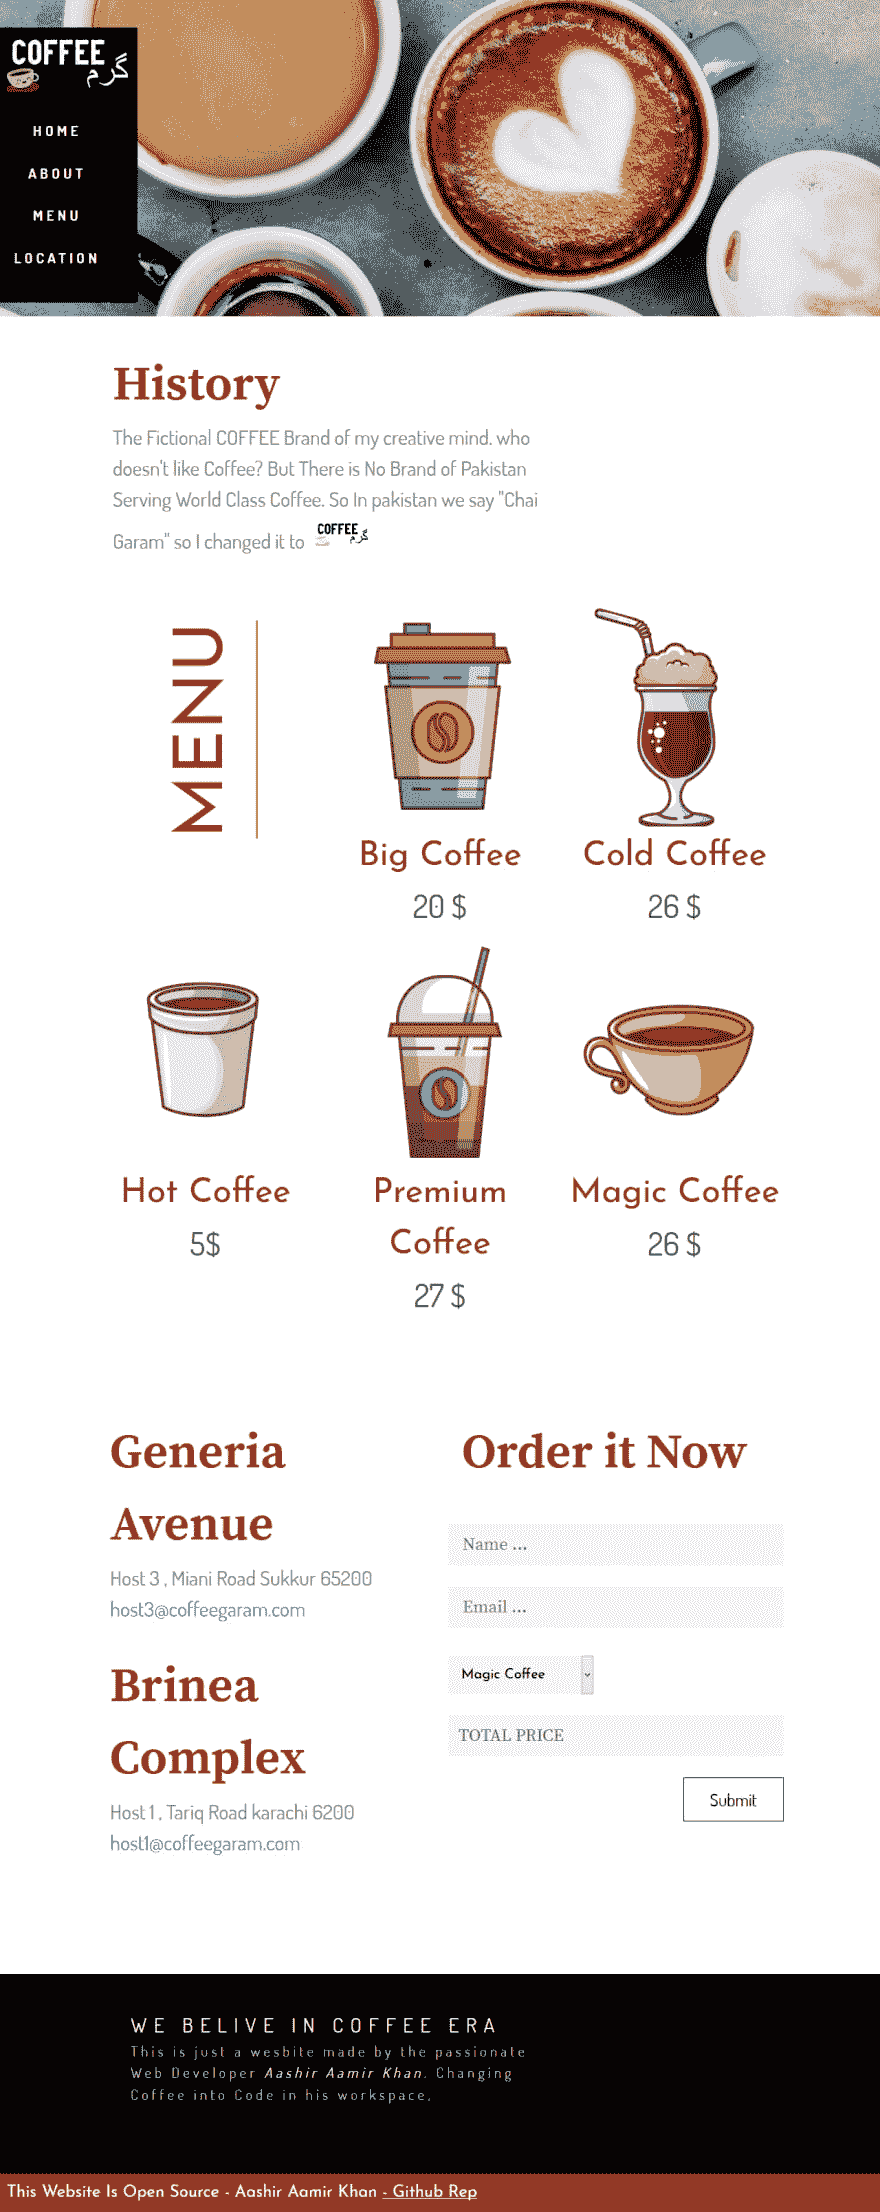 COFFEE
گرم
HOME
ABOUT
MENU
LOCATION
History
The Fictional COFFEE Brand of my creative mind. who
doesn't like Coffee? But There is No Brand of Pakistan
Serving World Class Coffee. So In pakistan we say "Chai
Garam" so I changed it to COFFEE گرم
MENU
Big Coffee
20 $
Cold Coffee
26 $
Hot Coffee
5$
Premium
Coffee
27 $
Magic Coffee
26 $
Generia
Avenue
Host 3 , Miani Road Sukkur 65200
host3@coffeegaram.com
Brinea
Complex
Host 1 , Tariq Road karachi 6200
host1@coffeegaram.com
Order it Now
Name ...
Email ...
Magic Coffee
TOTAL PRICE
Submit
WE BELIVE IN COFFEE ERA
This is just a wesbite made by the passionate
Web Developer Aashir Aamir Khan. Changing
Coffee into Code in his workspace,
This Website Is Open Source - Aashir Aamir Khan - Github Rep